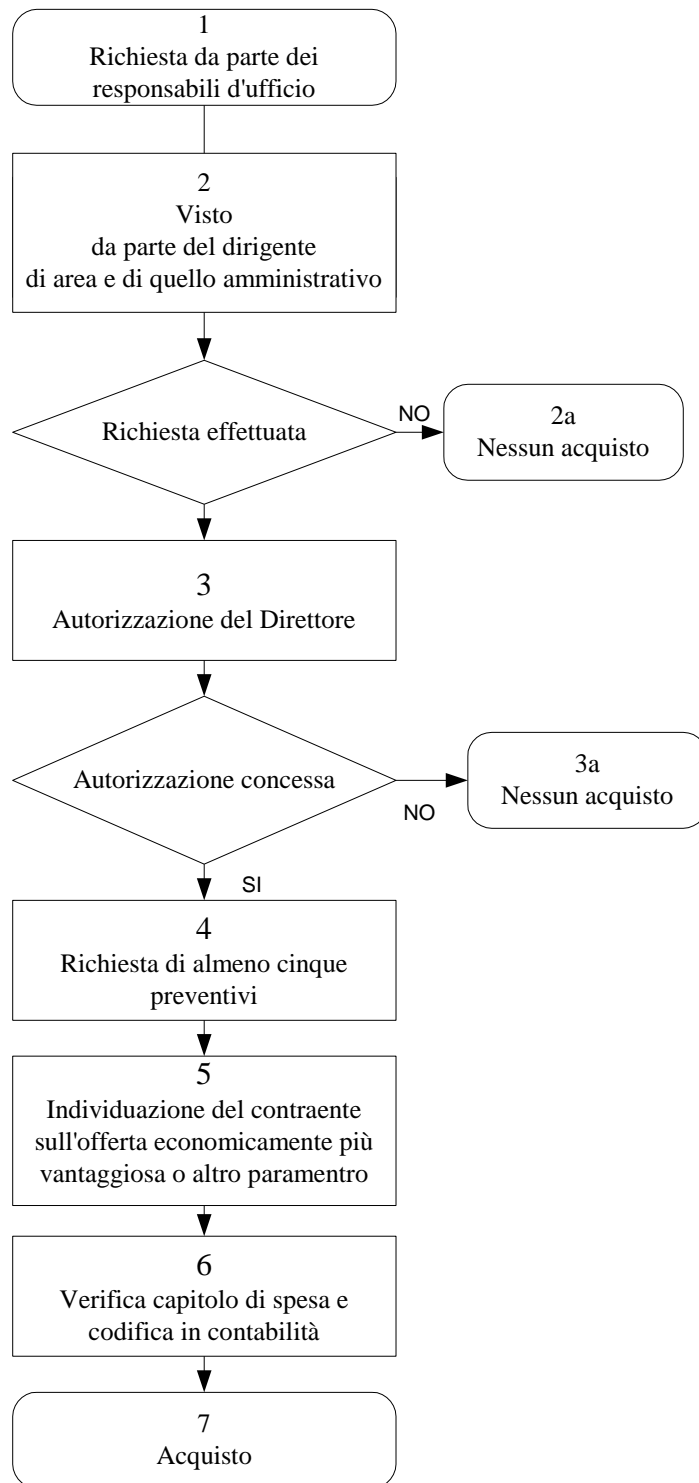 1
Richiesta da parte dei
responsabili d'ufficio
2
Visto
da parte del dirigente
di area e di quello amministrativo
Richiesta effettuata
NO
2a
Nessun acquisto
3
Autorizzazione del Direttore
Autorizzazione concessa
NO
3a
Nessun acquisto
SI
4
Richiesta di almeno cinque
preventivi
5
Individuazione del contraente
sull'offerta economicamente più
vantaggiosa o altro paramentro
6
Verifica capitolo di spesa e
codifica in contabilità
7
Acquisto